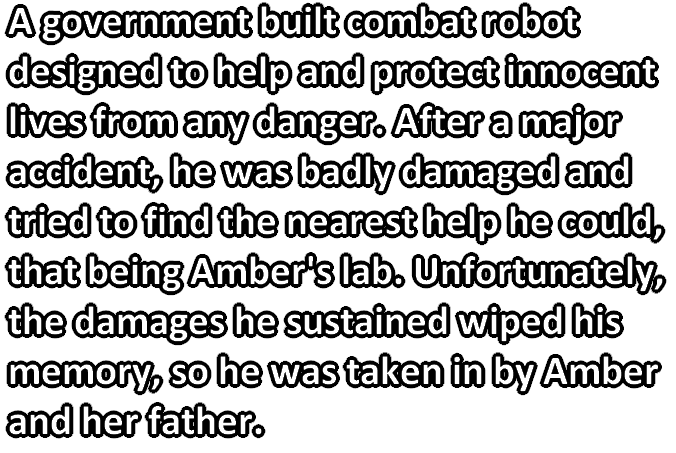 A government built combat robot
designed to help and protect innocent
lives from any danger. After a major
accident, he was badly damaged and
tried to find the nearest help he could,
that being Amber's lab. Unfortunately,
the damages he sustained wiped his
memory, so he was taken in by Amber
and her father.